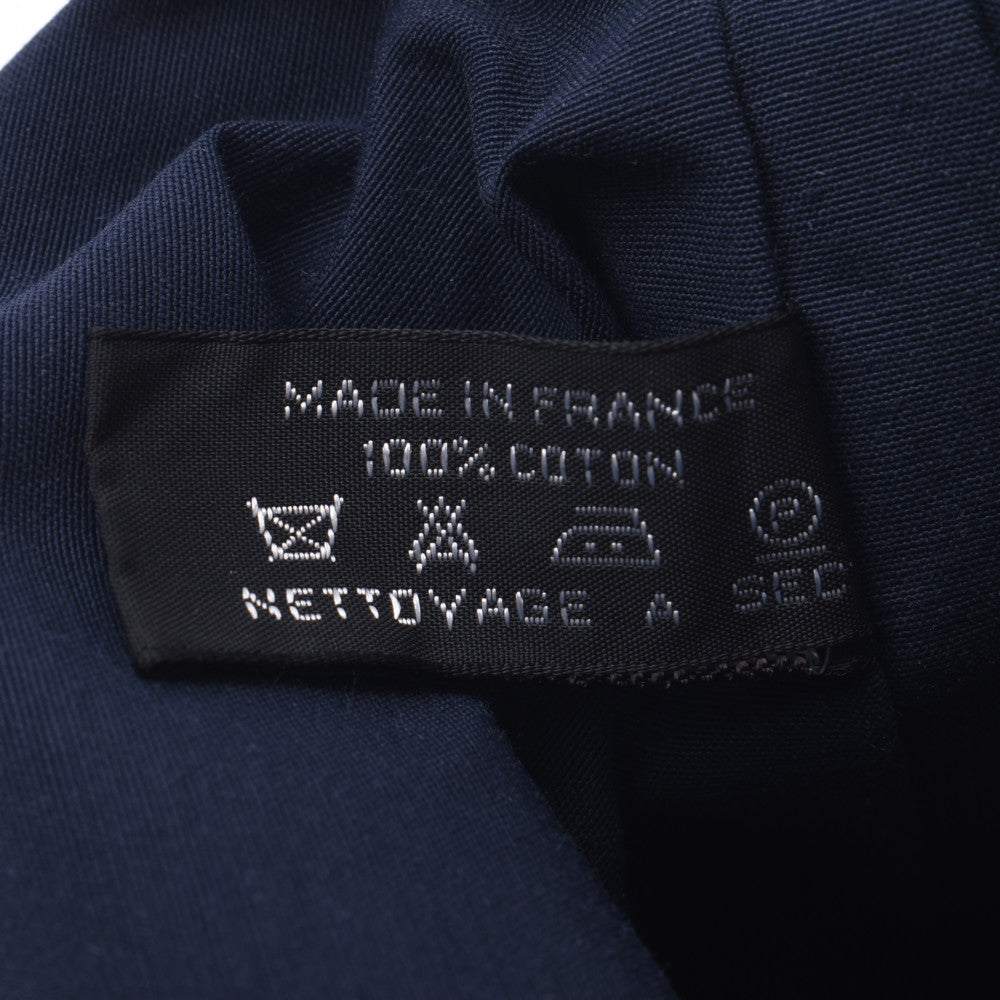 MADE IN FRANCE
100% COTON
P
NETTOYAGE A SEC